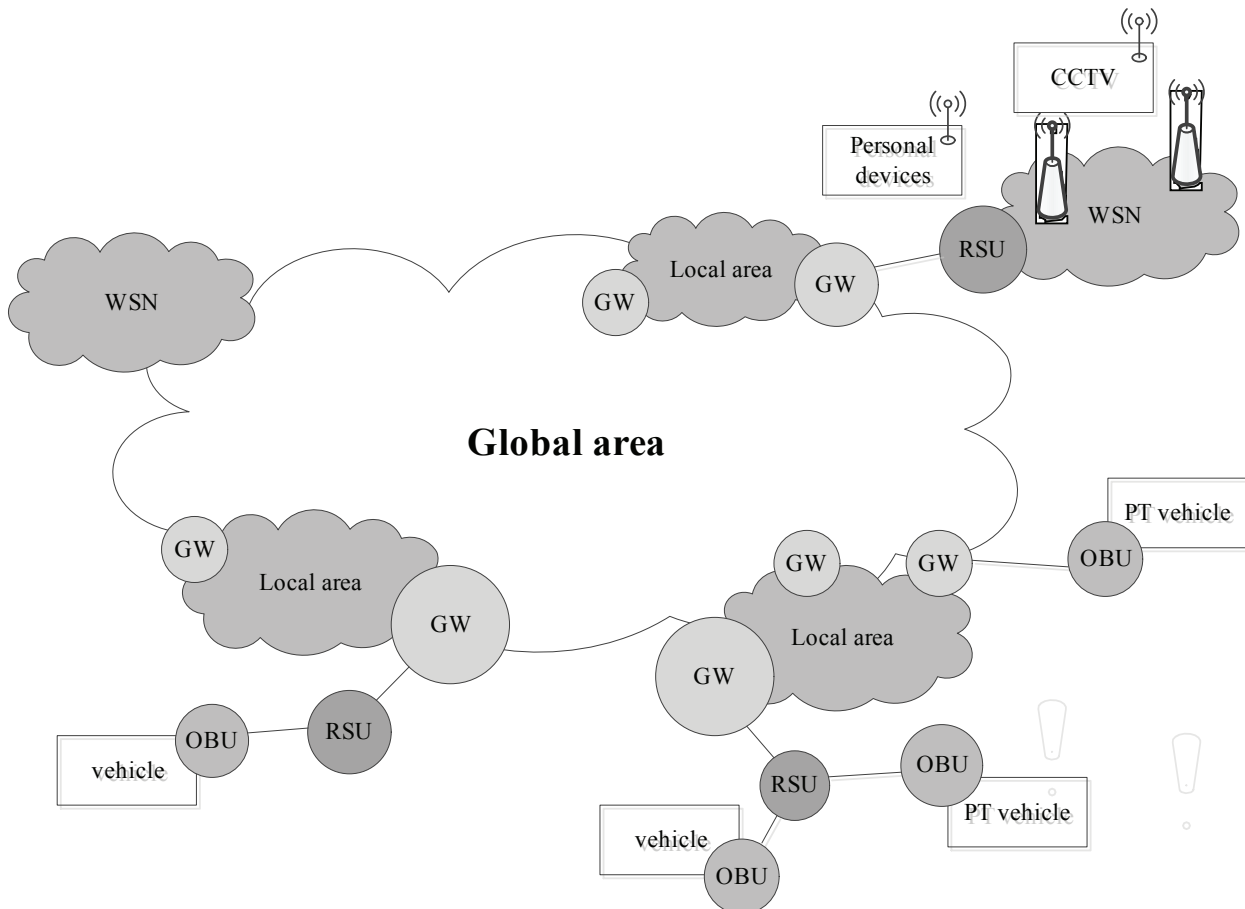 CCTV
Personal
devices
WSN
RSU
Local area
GW
GW
WSN
Global area
PT vehicle
OBU
GW
Local area
GW
GW
GW
Local area
GW
OBU
RSU
vehicle
RSU
OBU
PT vehicle
vehicle
OBU